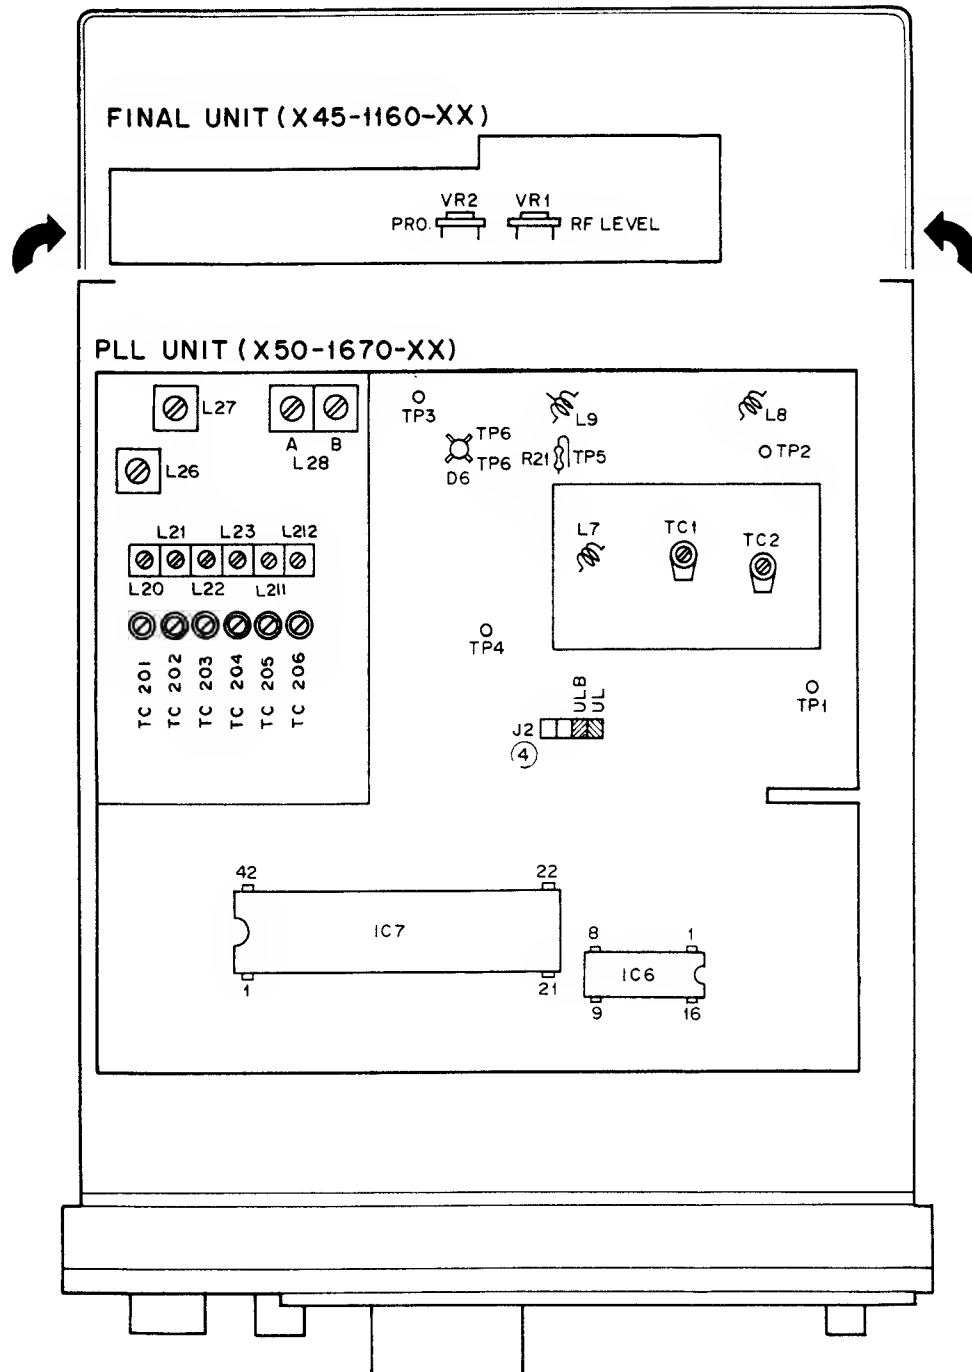 FINAL UNIT (X45-1160-XX)
VR2 VR1
PRO. RF LEVEL
PLL UNIT (X50-1670-XX)
L27
A B
L28
L26
TP3
L9
L8
TP6
TP6
D6
R21 TP5
TP2
L21 L23 L212
L20 L22 L211
L7
TC1
TC2
TC 201
TC 202
TC 203
TC 204
TC 205
TC 206
TP4
ULB
UL
TP1
J2
4
42 22
IC7
1 21
8 1
IC6
9 16